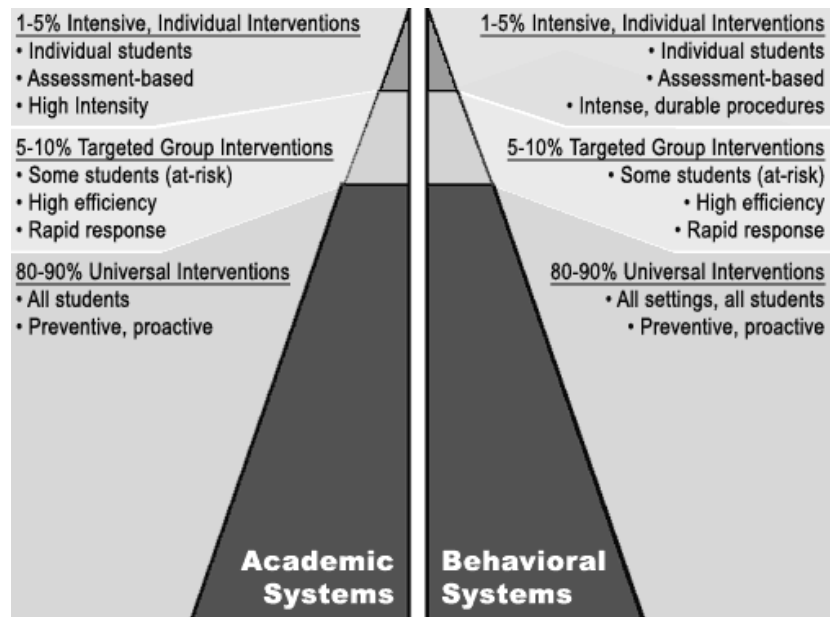 1-5% Intensive, Individual Interventions
• Individual students
• Assessment-based
• High Intensity
5-10% Targeted Group Interventions
• Some students (at-risk)
• High efficiency
• Rapid response
80-90% Universal Interventions
• All students
• Preventive, proactive
Academic
Systems
1-5% Intensive, Individual Interventions
• Individual students
• Assessment-based
• Intense, durable procedures
5-10% Targeted Group Interventions
• Some students (at-risk)
• High efficiency
• Rapid response
80-90% Universal Interventions
• All settings, all students
• Preventive, proactive
Behavioral
Systems